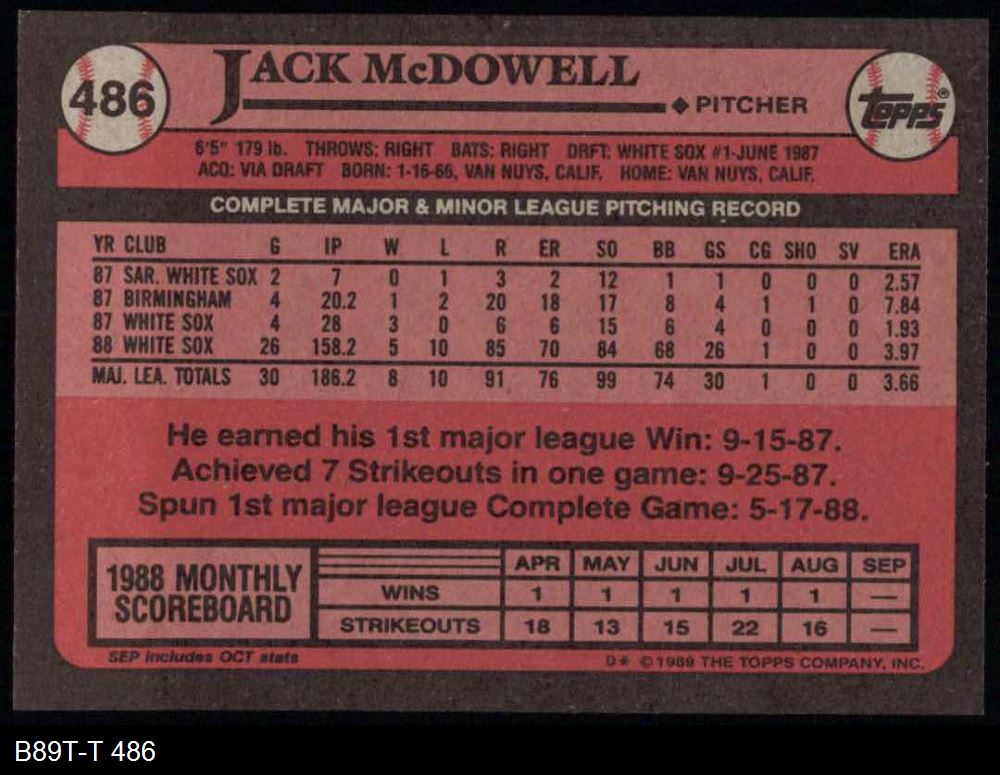 486
JACK McDOWELL
◆ PITCHER
TOPPS®
6'5" 179 lb. THROWS: RIGHT BATS: RIGHT DRFT: WHITE SOX #1-JUNE 1987
ACQ: VIA DRAFT BORN: 1-16-66, VAN NUYS, CALIF. HOME: VAN NUYS, CALIF.
COMPLETE MAJOR & MINOR LEAGUE PITCHING RECORD
YR CLUB G IP W L R ER SO BB GS CG SHO SV ERA
87 SAR. WHITE SOX 2 7 0 1 3 2 12 1 1 0 0 0 2.57
87 BIRMINGHAM 4 20.2 1 2 20 18 17 8 4 1 1 0 7.84
87 WHITE SOX 4 28 3 0 6 6 15 6 4 0 0 0 1.93
88 WHITE SOX 26 158.2 5 10 85 70 84 68 26 1 0 0 3.97
MAJ. LEA. TOTALS 30 186.2 8 10 91 76 99 74 30 1 0 0 3.66
He earned his 1st major league Win: 9-15-87.
Achieved 7 Strikeouts in one game: 9-25-87.
Spun 1st major league Complete Game: 5-17-88.
1988 MONTHLY
SCOREBOARD
APR MAY JUN JUL AUG SEP
WINS 1 1 1 1 1 —
STRIKEOUTS 18 13 15 22 16 —
SEP includes OCT stats
D* © 1989 THE TOPPS COMPANY, INC.
B89T-T 486